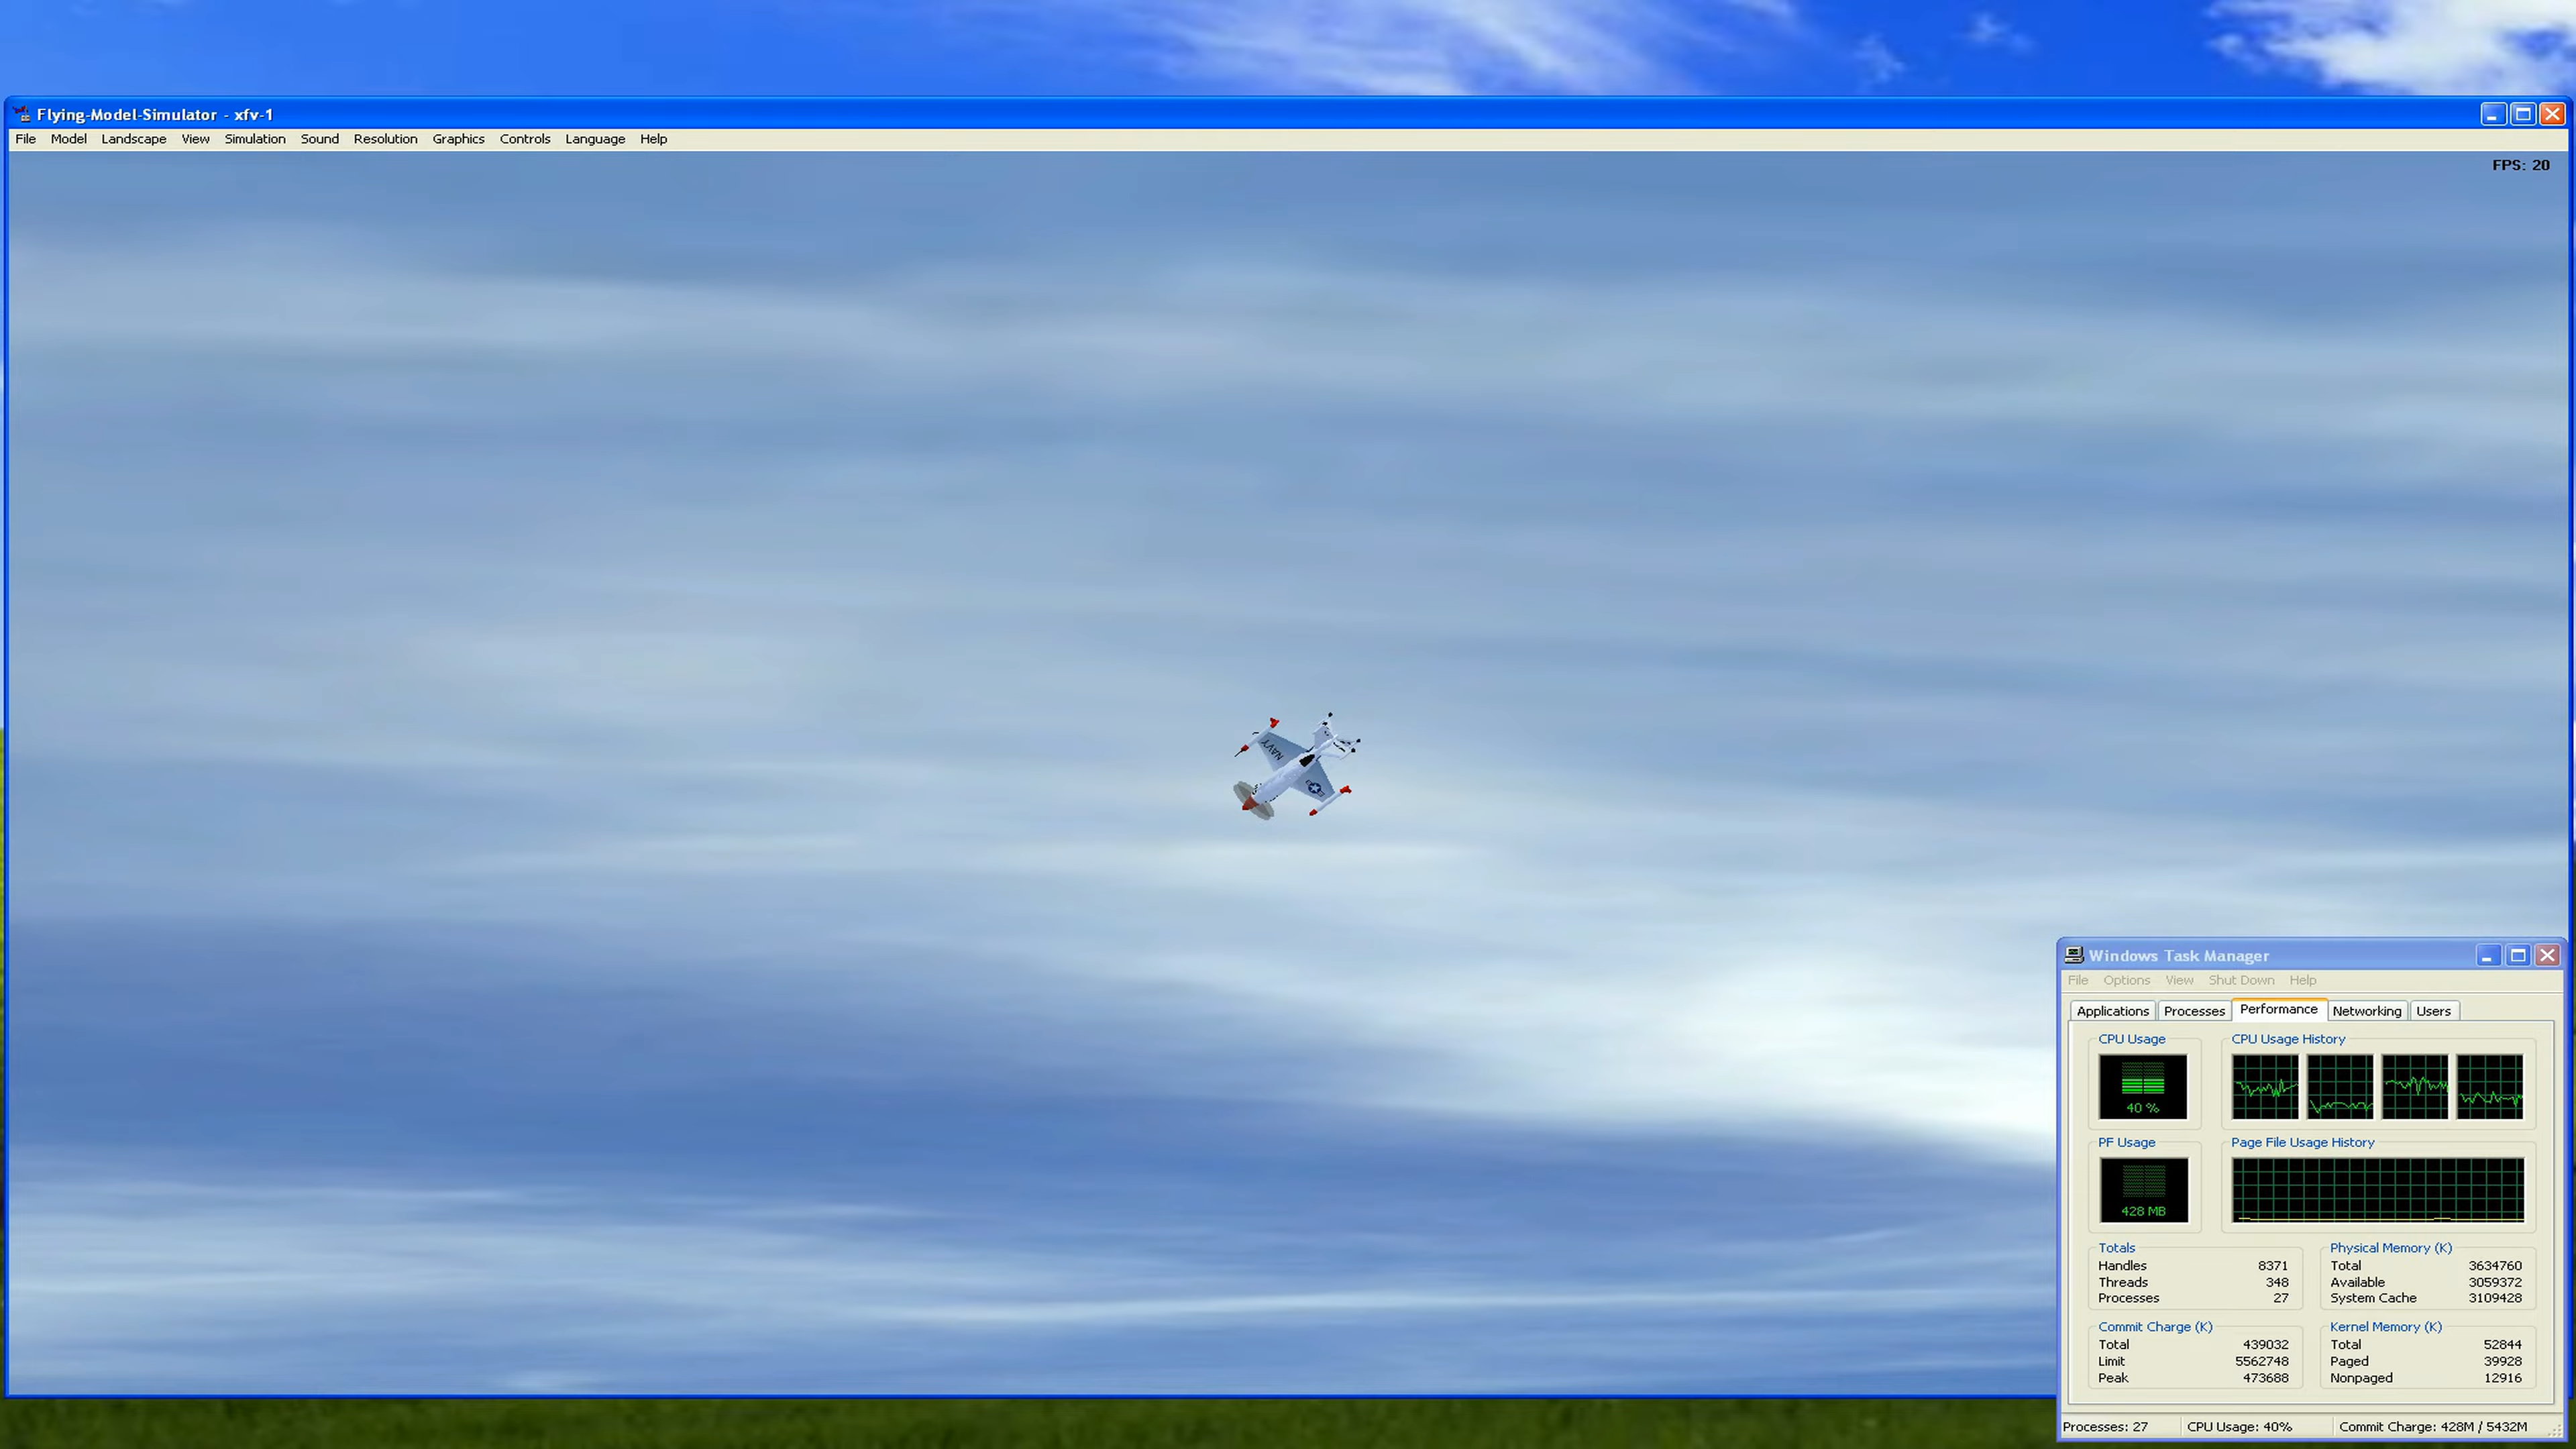 Flying-Model-Simulator - xfv-1
File Model Landscape View Simulation Sound Resolution Graphics Controls Language Help
FPS: 20
NAVY
Windows Task Manager
File Options View Shut Down Help
Applications Processes Performance Networking Users
CPU Usage
CPU Usage History
40 %
PF Usage
Page File Usage History
428 MB
Totals
Handles 8371
Threads 348
Processes 27
Physical Memory (K)
Total 3634760
Available 3059372
System Cache 3109428
Commit Charge (K)
Total 439032
Limit 5562748
Peak 473688
Kernel Memory (K)
Total 52844
Paged 39928
Nonpaged 12916
Processes: 27 CPU Usage: 40% Commit Charge: 428M / 5432M